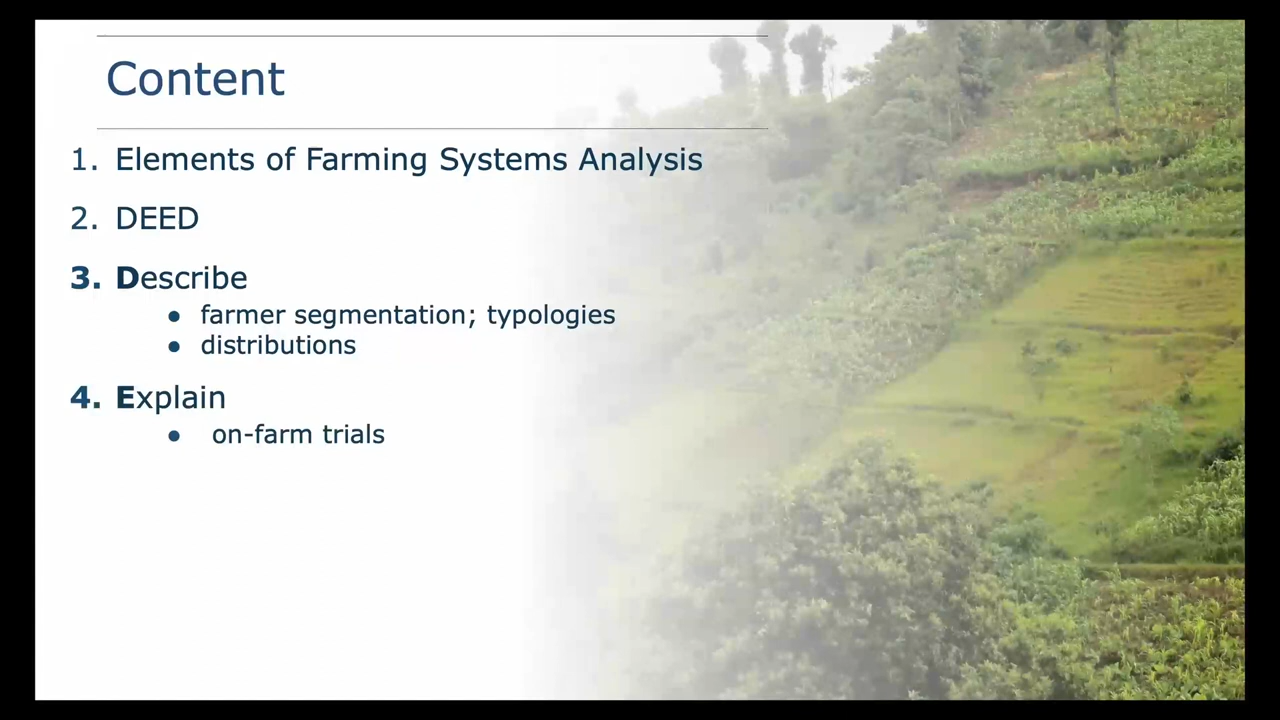 Content
1. Elements of Farming Systems Analysis
2. DEED
3. Describe
● farmer segmentation; typologies
● distributions
4. Explain
● on-farm trials